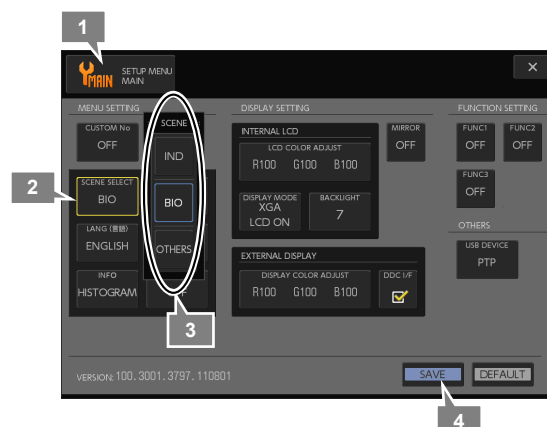 1
MAIN
SETUP MENU
MAIN
×
MENU SETTING
CUSTOM No
OFF
SCENE
IND
BIO
OTHERS
2
SCENE SELECT
BIO
LANG (言語)
ENGLISH
INFO
HISTOGRAM
3
DISPLAY SETTING
INTERNAL LCD
LCD COLOR ADJUST
R100 G100 B100
DISPLAY MODE
XGA
LCD ON
BACKLIGHT
7
MIRROR
OFF
EXTERNAL DISPLAY
DISPLAY COLOR ADJUST
R100 G100 B100
DDC I/F
FUNCTION SETTING
FUNC1
OFF
FUNC2
OFF
FUNC3
OFF
OTHERS
USB DEVICE
PTP
VERSION: 100.3001.3797.110801
SAVE
DEFAULT
4